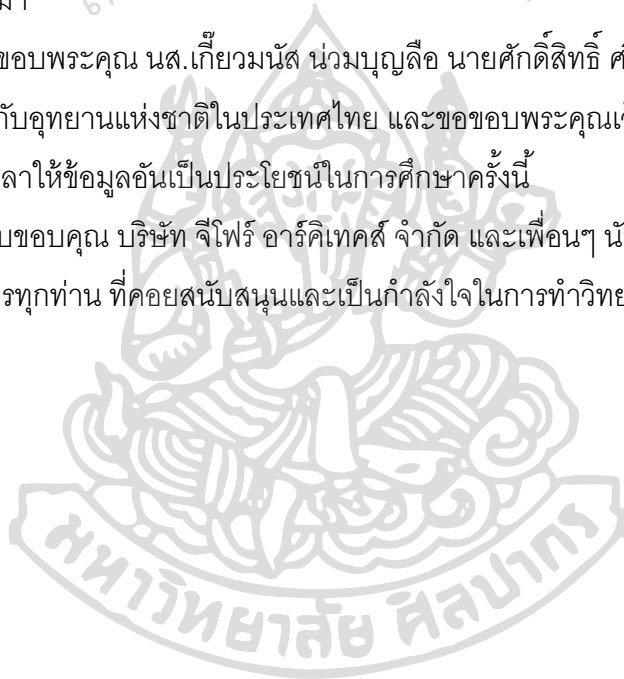 ขอบพระคุณ นส.เกี๊ยวมนัส น่วมบุญลือ นายศักดิ์สิทธิ์
กับอุทยานแห่งชาติในประเทศไทย และขอขอบพระคุณ
ลาให้ข้อมูลอันเป็นประโยชน์ในการศึกษาครั้งนี้
บขอบคุณ บริษัท จีโฟร์ อาร์คิเทคส์ จำกัด และเพื่อนๆ
รทุกท่าน ที่คอยสนับสนุนและเป็นกำลังใจในการทำวิทย
มหาวิทยาลัย ศิลปากร